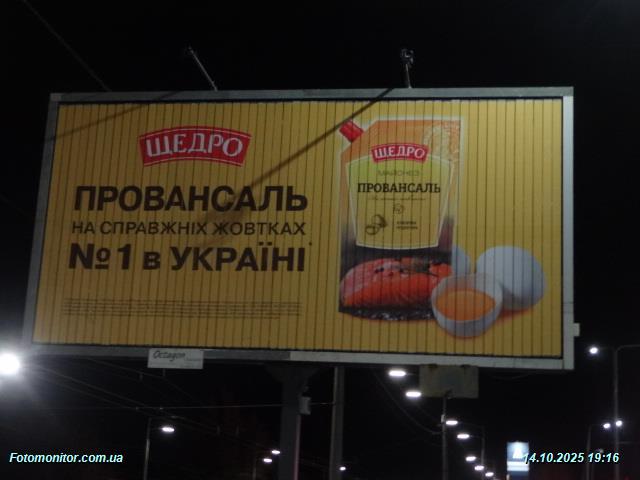 ЩЕДРО
ПРОВАНСАЛЬ
НА СПРАВЖНІХ ЖОВТКАХ
№1 в УКРАЇНІ
ЩЕДРО
МАЙОНЕЗ
ПРОВАНСАЛЬ
Octagon
Fotomonitor.com.ua
14.10.2025 19:16